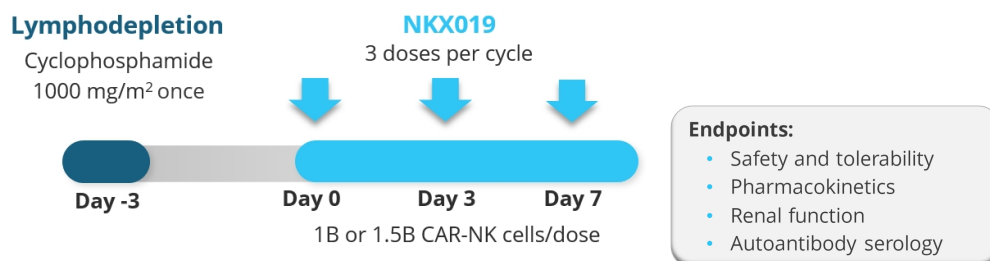 Lymphodepletion
Cyclophosphamide
1000 mg/m² once
NKX019
3 doses per cycle
Day -3
Day 0
Day 3
Day 7
1B or 1.5B CAR-NK cells/dose
Endpoints:
• Safety and tolerability
• Pharmacokinetics
• Renal function
• Autoantibody serology